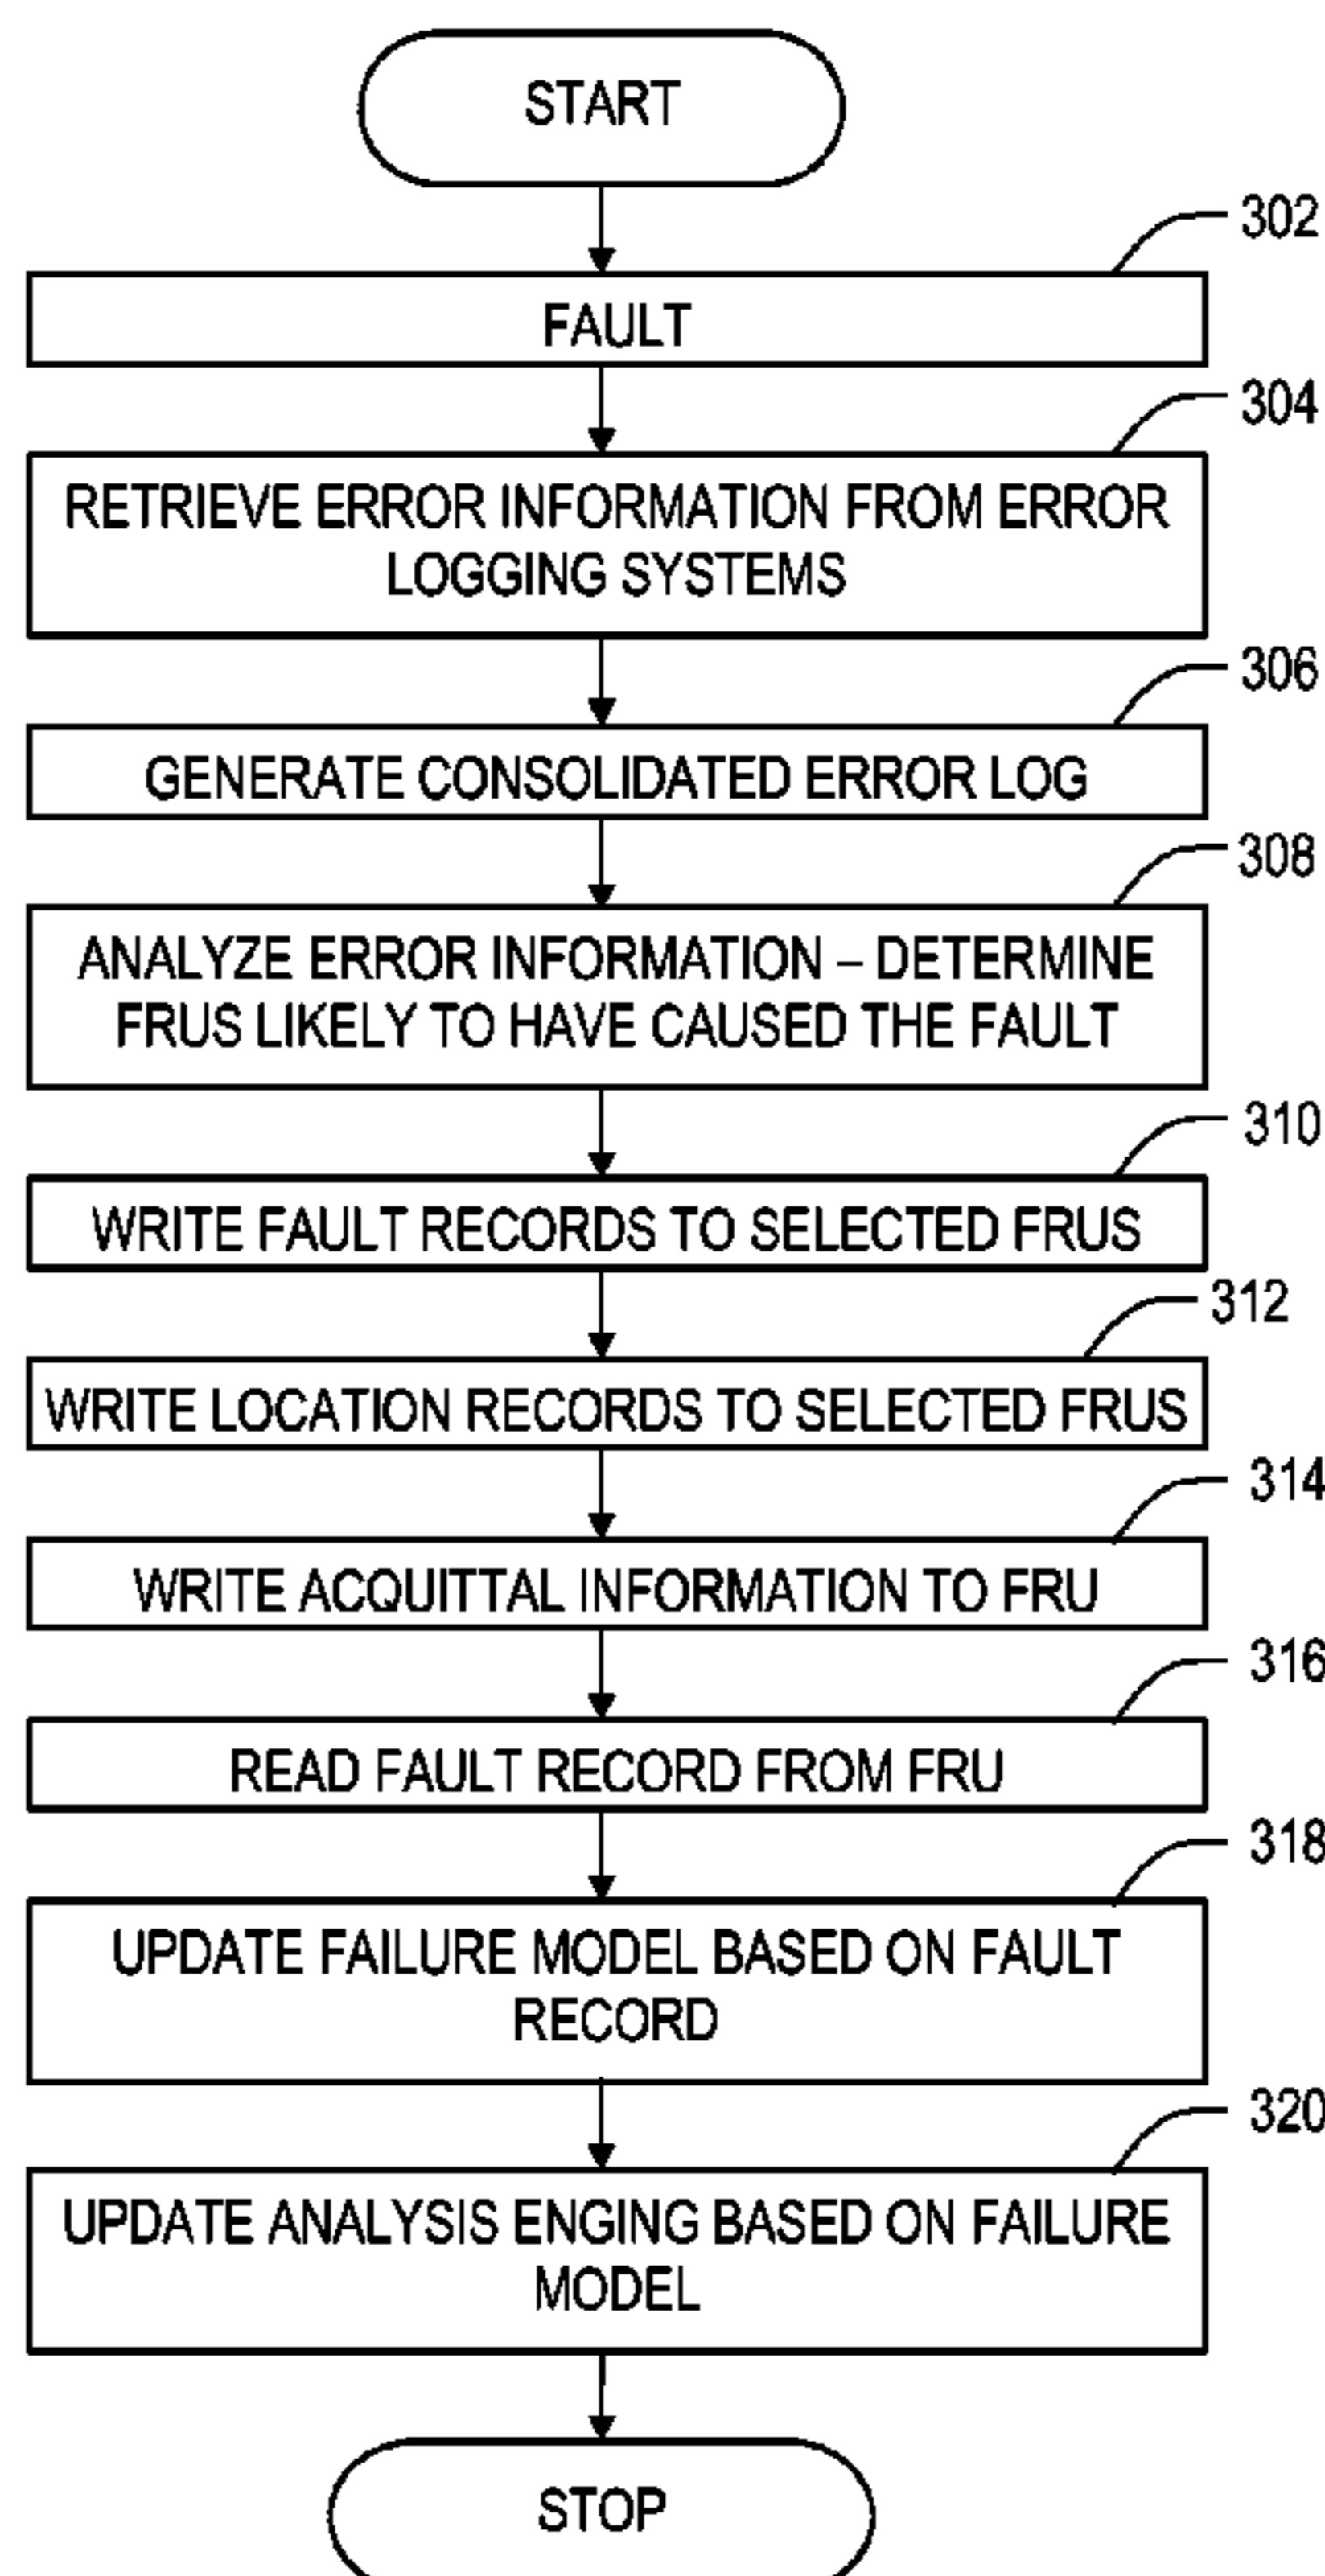 START
302
FAULT
304
RETRIEVE ERROR INFORMATION FROM ERROR
LOGGING SYSTEMS
306
GENERATE CONSOLIDATED ERROR LOG
308
ANALYZE ERROR INFORMATION – DETERMINE
FRUS LIKELY TO HAVE CAUSED THE FAULT
310
WRITE FAULT RECORDS TO SELECTED FRUS
312
WRITE LOCATION RECORDS TO SELECTED FRUS
314
WRITE ACQUITTAL INFORMATION TO FRU
316
READ FAULT RECORD FROM FRU
318
UPDATE FAILURE MODEL BASED ON FAULT
RECORD
320
UPDATE ANALYSIS ENGING BASED ON FAILURE
MODEL
STOP